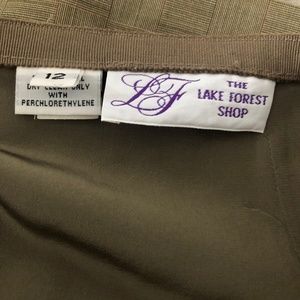 12
DRY CLEAN ONLY
WITH
PERCHLORETHYLENE
LF
THE
LAKE FOREST
SHOP